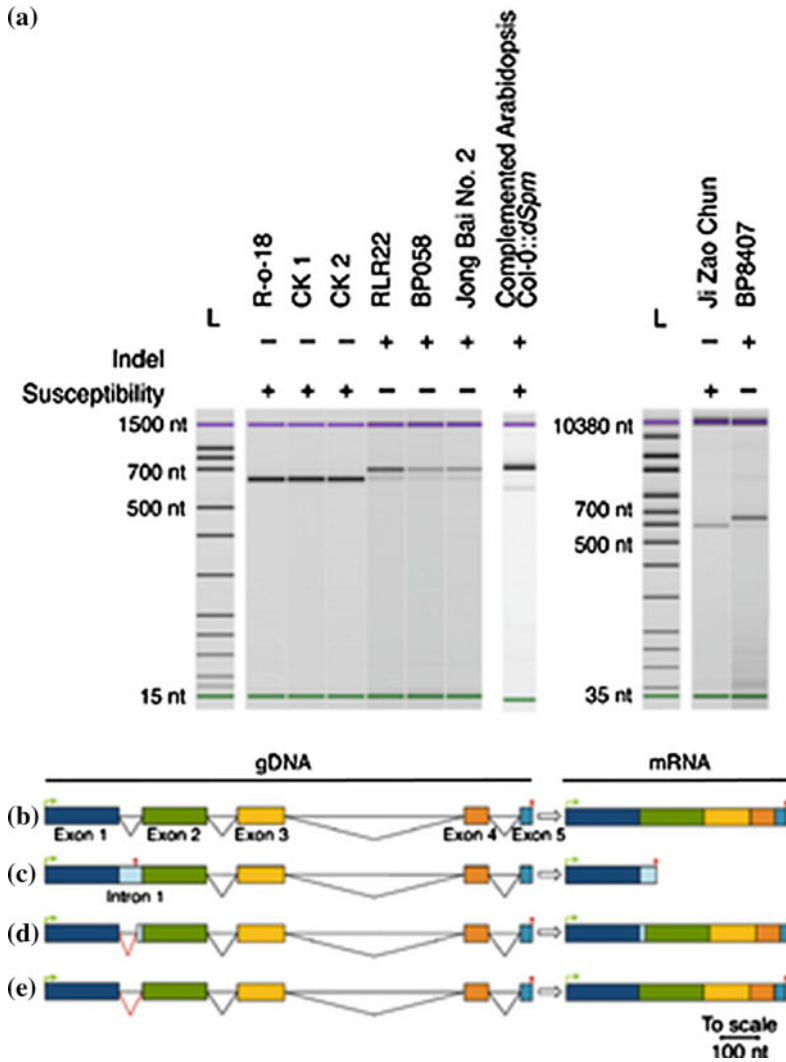 (a)
R-o-18
CK 1
CK 2
RLR22
BP058
Jong Bai No. 2
Complemented Arabidopsis
Col-0::dSpm
Ji Zao Chun
BP8407
L
L
Indel − − − + + + + − +
Susceptibility + + + − − − + + −
1500 nt
700 nt
500 nt
15 nt
10380 nt
700 nt
500 nt
35 nt
gDNA mRNA
(b)
Exon 1 Exon 2 Exon 3 Exon 4 Exon 5
(c)
Intron 1
(d)
(e)
To scale
100 nt